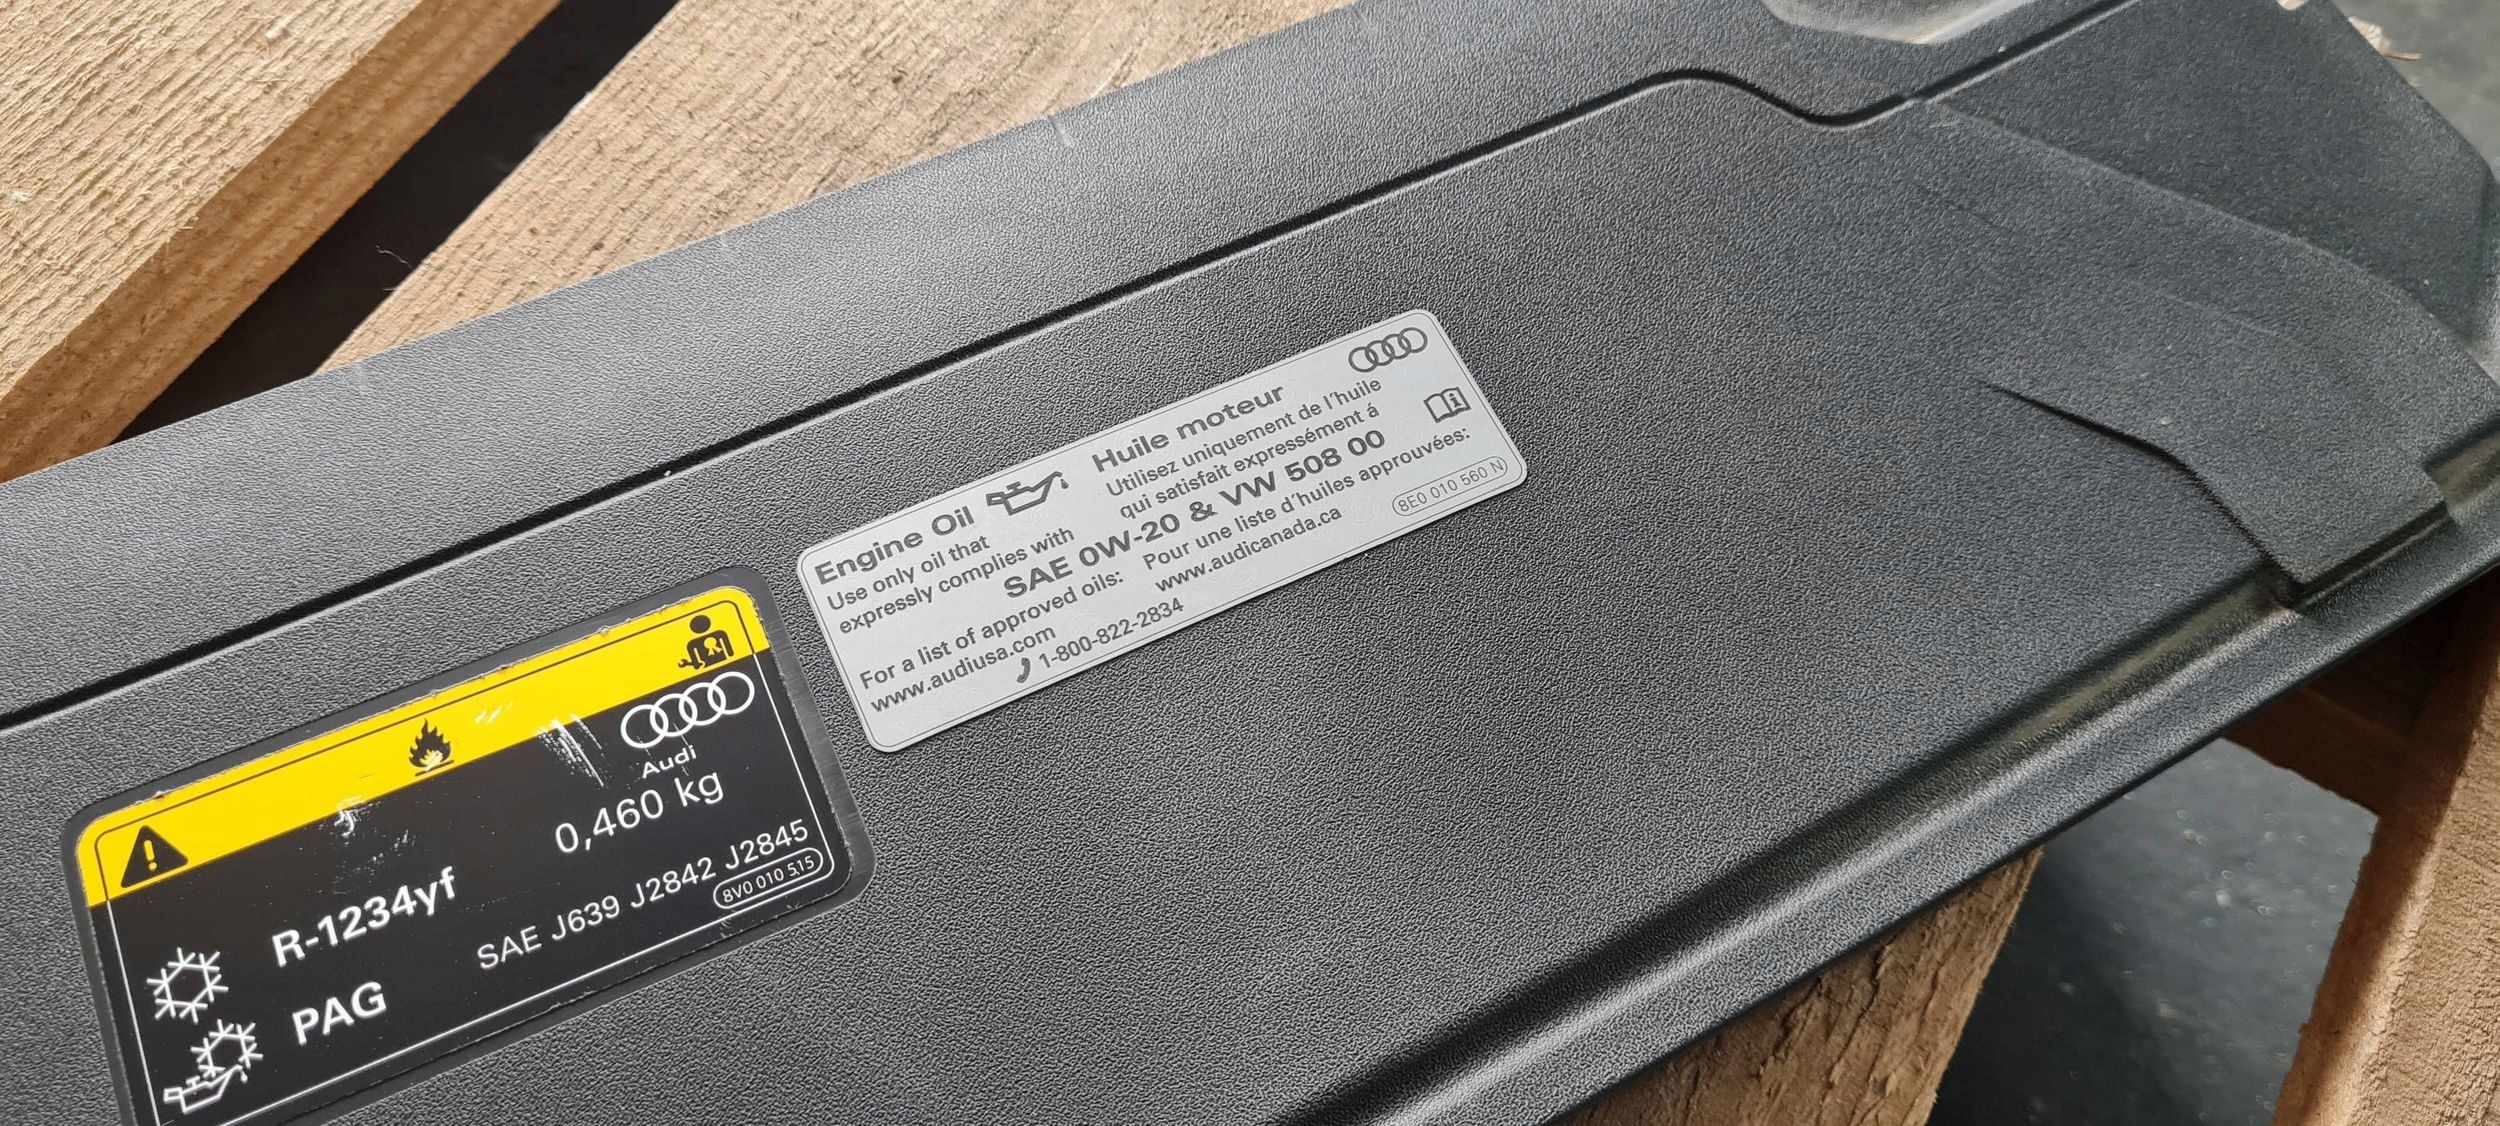 Engine Oil
Use only oil that
expressly complies with
Huile moteur
Utilisez uniquement de l´huile
qui satisfait expressément á
SAE 0W-20 & VW 508 00
For a list of approved oils:
www.audiusa.com
Pour une liste d´huiles approuvées:
www.audicanada.ca
1-800-822-2834
8E0 010 560 N
Audi
R-1234yf
0,460 kg
PAG
SAE J639 J2842 J2845
8V0 010 515